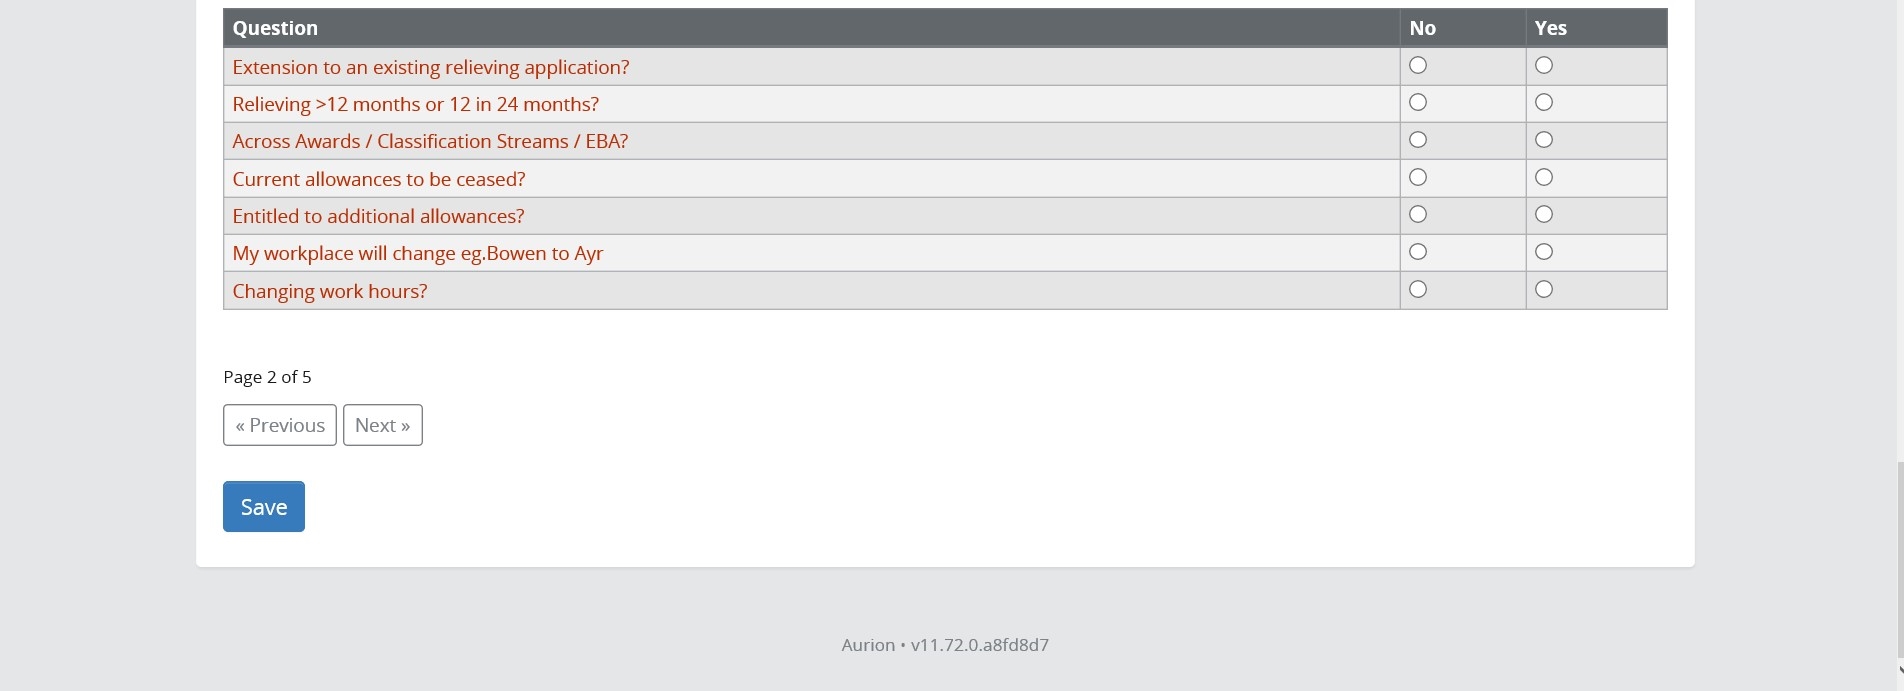 Question No Yes
Extension to an existing relieving application?
Relieving >12 months or 12 in 24 months?
Across Awards / Classification Streams / EBA?
Current allowances to be ceased?
Entitled to additional allowances?
My workplace will change eg.Bowen to Ayr
Changing work hours?
Page 2 of 5
« Previous Next »
Save
Aurion • v11.72.0.a8fd8d7